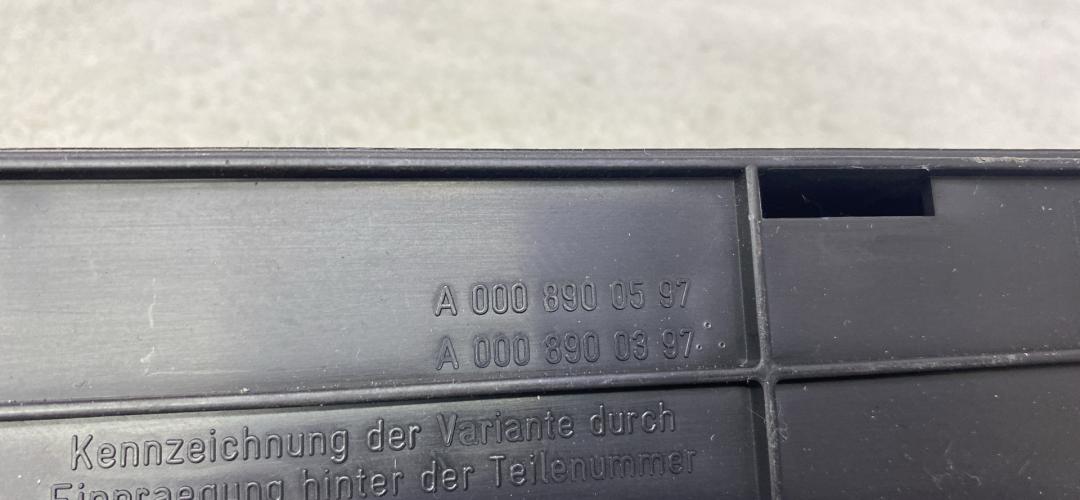 A 000 890 05 97
A 000 890 03 97
Kennzeichnung der Variante durch
Einpraegung hinter der Teilenummer